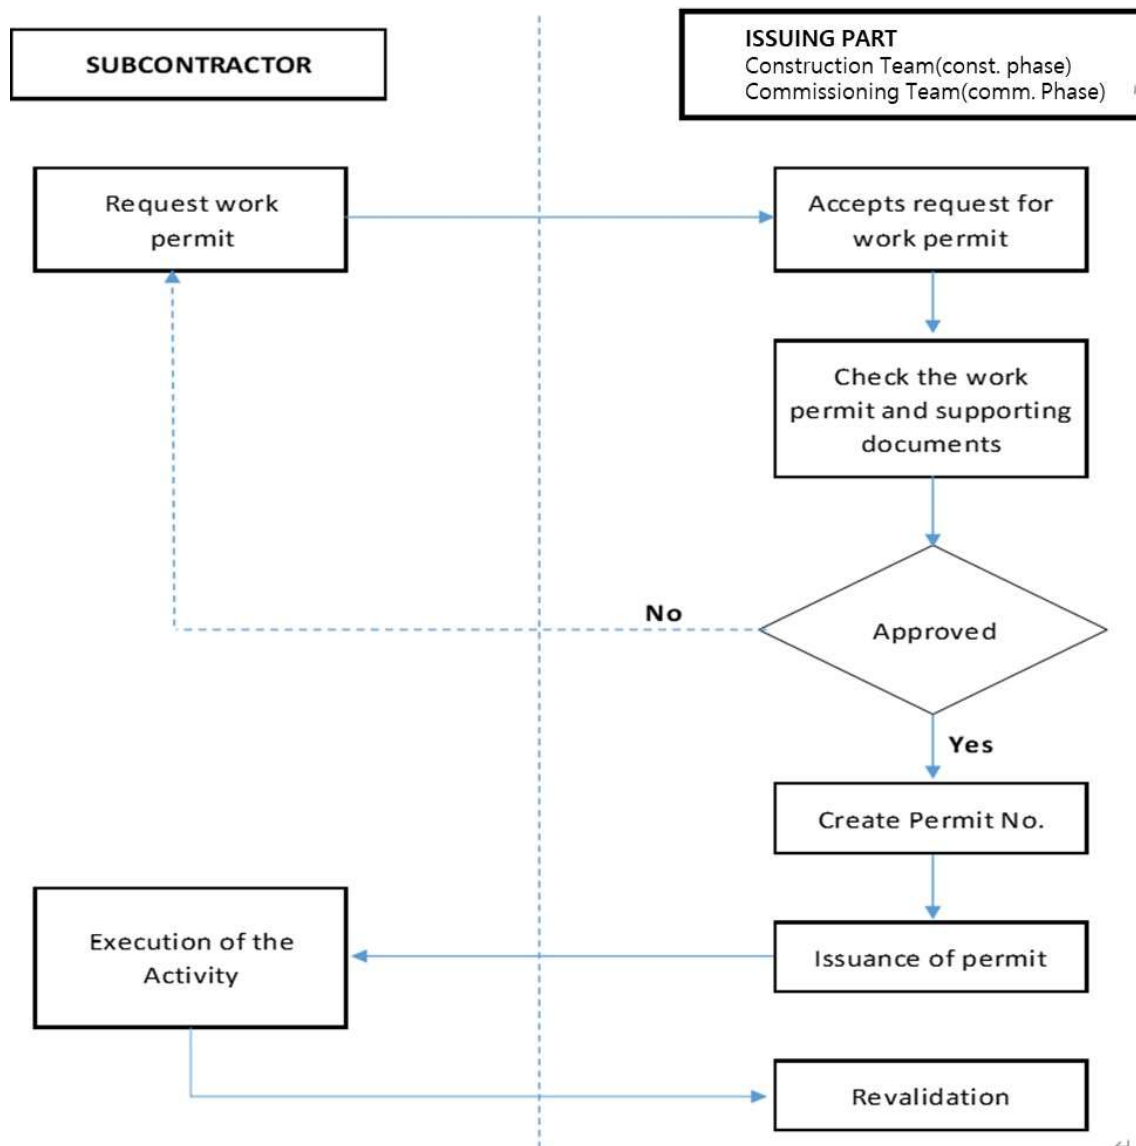 SUBCONTRACTOR
ISSUING PART
Construction Team(const. phase)
Commissioning Team(comm. Phase)
Request work
permit
Accepts request for
work permit
Check the work
permit and supporting
documents
No
Approved
Yes
Create Permit No.
Execution of the
Activity
Issuance of permit
Revalidation